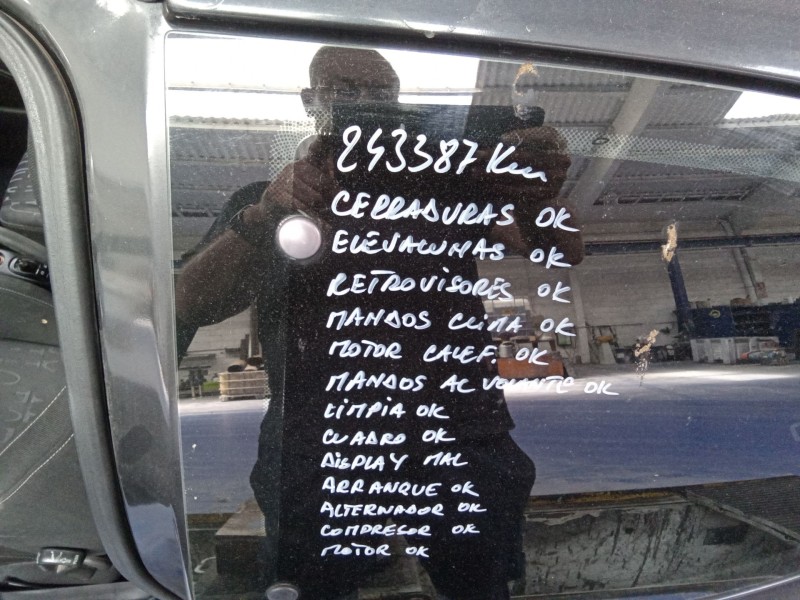 243387 Km
CERRADURAS OK
ELEVALUNAS OK
RETROVISORES OK
MANDOS CLIMA OK
MOTOR CALEF. OK
MANDOS AL VOLANTE OK
LIMPIA OK
CUADRO OK
DISPLAY MAL
ARRANQUE OK
ALTERNADOR OK
COMPRESOR OK
MOTOR OK